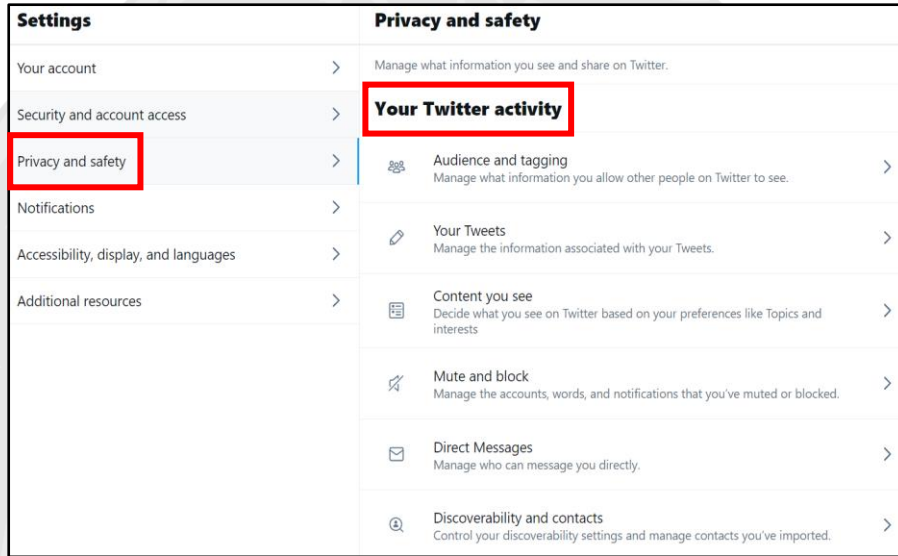 Settings
Your account
Security and account access
Privacy and safety
Notifications
Accessibility, display, and languages
Additional resources
Privacy and safety
Manage what information you see and share on Twitter.
Your Twitter activity
Audience and tagging
Manage what information you allow other people on Twitter to see.
Your Tweets
Manage the information associated with your Tweets.
Content you see
Decide what you see on Twitter based on your preferences like Topics and
interests
Mute and block
Manage the accounts, words, and notifications that you've muted or blocked.
Direct Messages
Manage who can message you directly.
Discoverability and contacts
Control your discoverability settings and manage contacts you've imported.